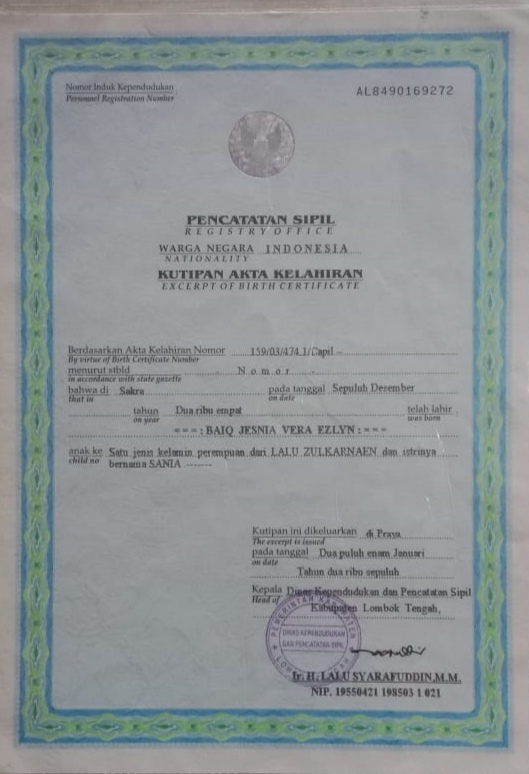 Nomor Induk Kependudukan
Personnel Registration Number
AL8490169272
PENCATATAN SIPIL
REGISTRY OFFICE
WARGA NEGARA INDONESIA
NATIONALITY
KUTIPAN AKTA KELAHIRAN
EXCERPT OF BIRTH CERTIFICATE
Berdasarkan Akta Kelahiran Nomor 159/03/474.1/Capil –
By virtue of Birth Certificate Number
menurut stbld - N o m o r -
in accordance with state gazette
bahwa di Sakra pada tanggal Sepuluh Desember
that in on date
tahun Dua ribu empat telah lahir
on year was born
= = = : BAIQ JESNIA VERA EZLYN : = = =
anak ke Satu jenis kelamin perempuan dari LALU ZULKARNAEN dan istrinya
child no
bernama SANIA -------
Kutipan ini dikeluarkan di Praya
The excerpt is issued
pada tanggal Dua puluh enam Januari
on date
Tahun dua ribu sepuluh
Kepala Dinas Kependudukan dan Pencatatan Sipil
Head of
Kabupaten Lombok Tengah,
PEMERINTAH KABUPATEN
DINAS KEPENDUDUKAN
DAN PENCATATAN SIPIL
LOMBOK TENGAH
Ir. H. LALU SYARAFUDDIN,M.M.
NIP. 19550421 198503 1 021